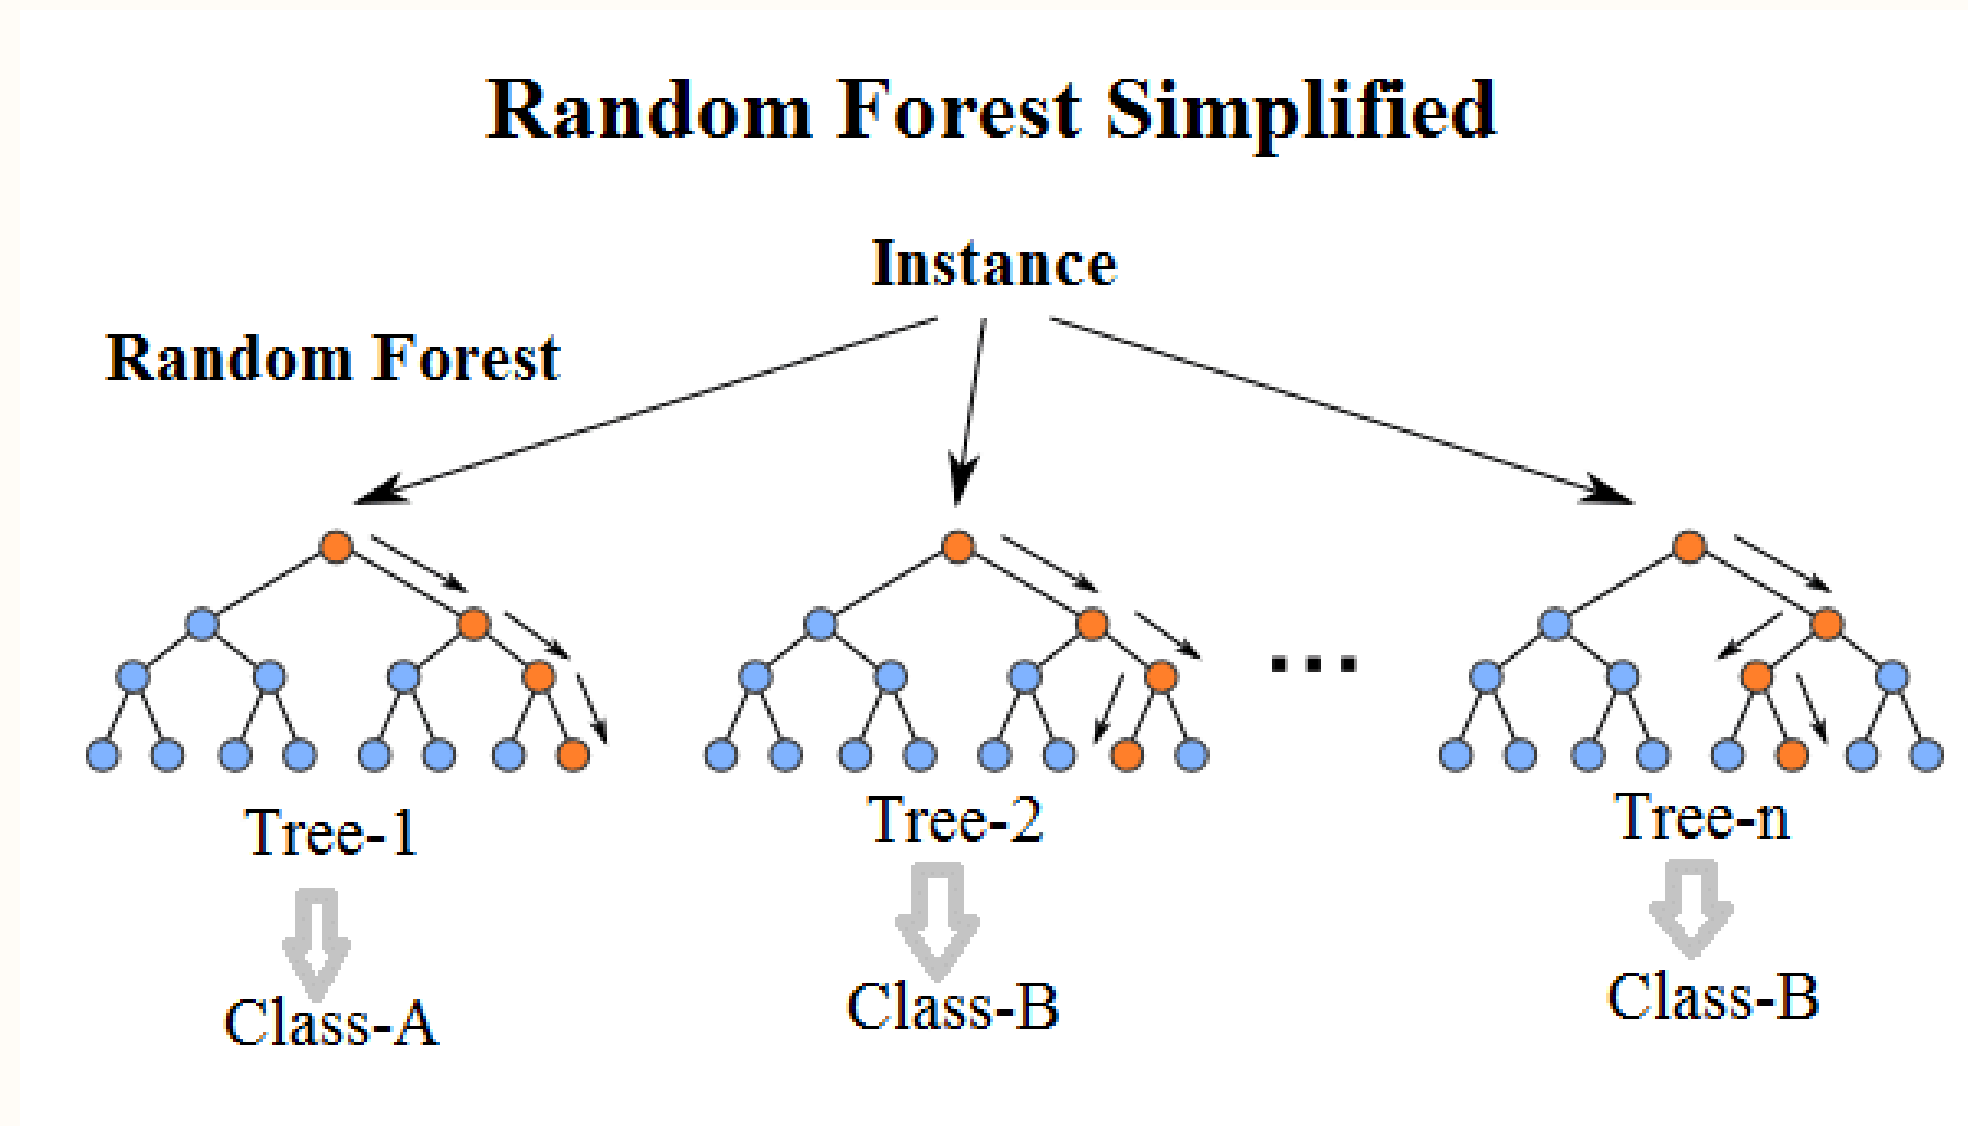 Random Forest Simplified
Instance
Random Forest
...
Tree-1
Tree-2
Tree-n
Class-A
Class-B
Class-B